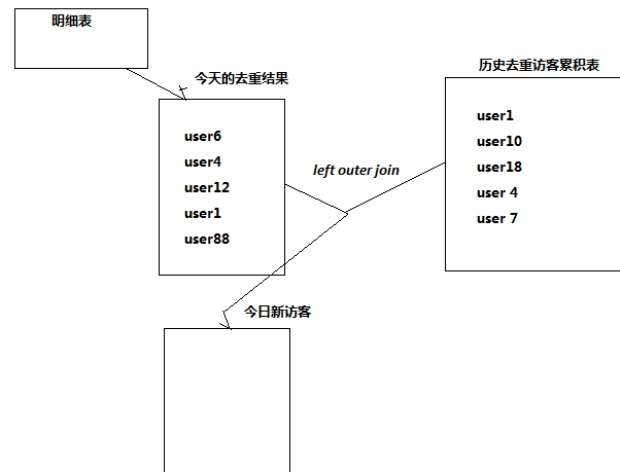 明细表
今天的去重结果
历史去重访客累积表
user6
user4
user12
user1
user88
left outer join
user1
user10
user18
user 4
user 7
今日新访客